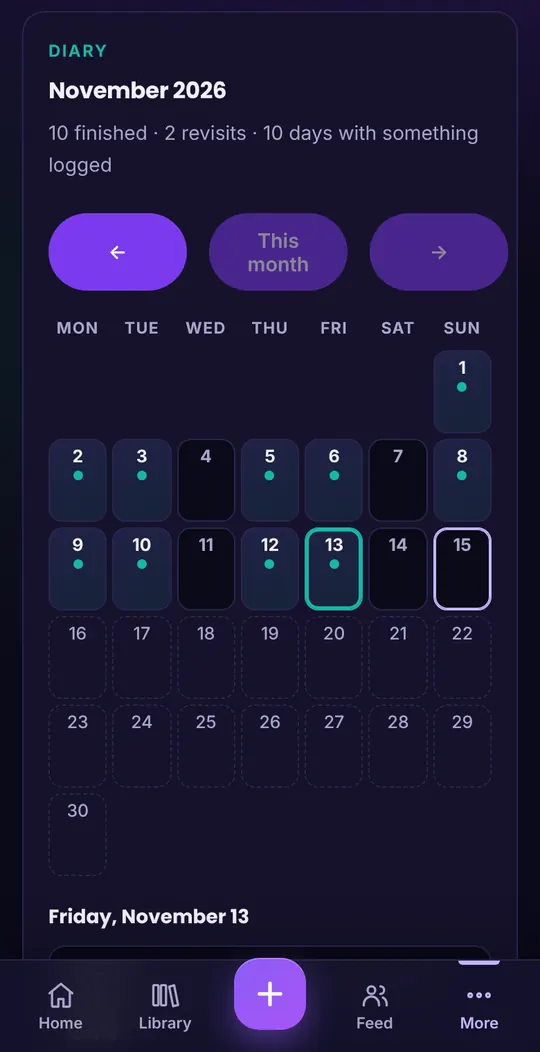 DIARY
November 2026
10 finished · 2 revisits · 10 days with something
logged
← This month →
MON TUE WED THU FRI SAT SUN
1
2 3 4 5 6 7 8
9 10 11 12 13 14 15
16 17 18 19 20 21 22
23 24 25 26 27 28 29
30
Friday, November 13
+
Home Library Feed More